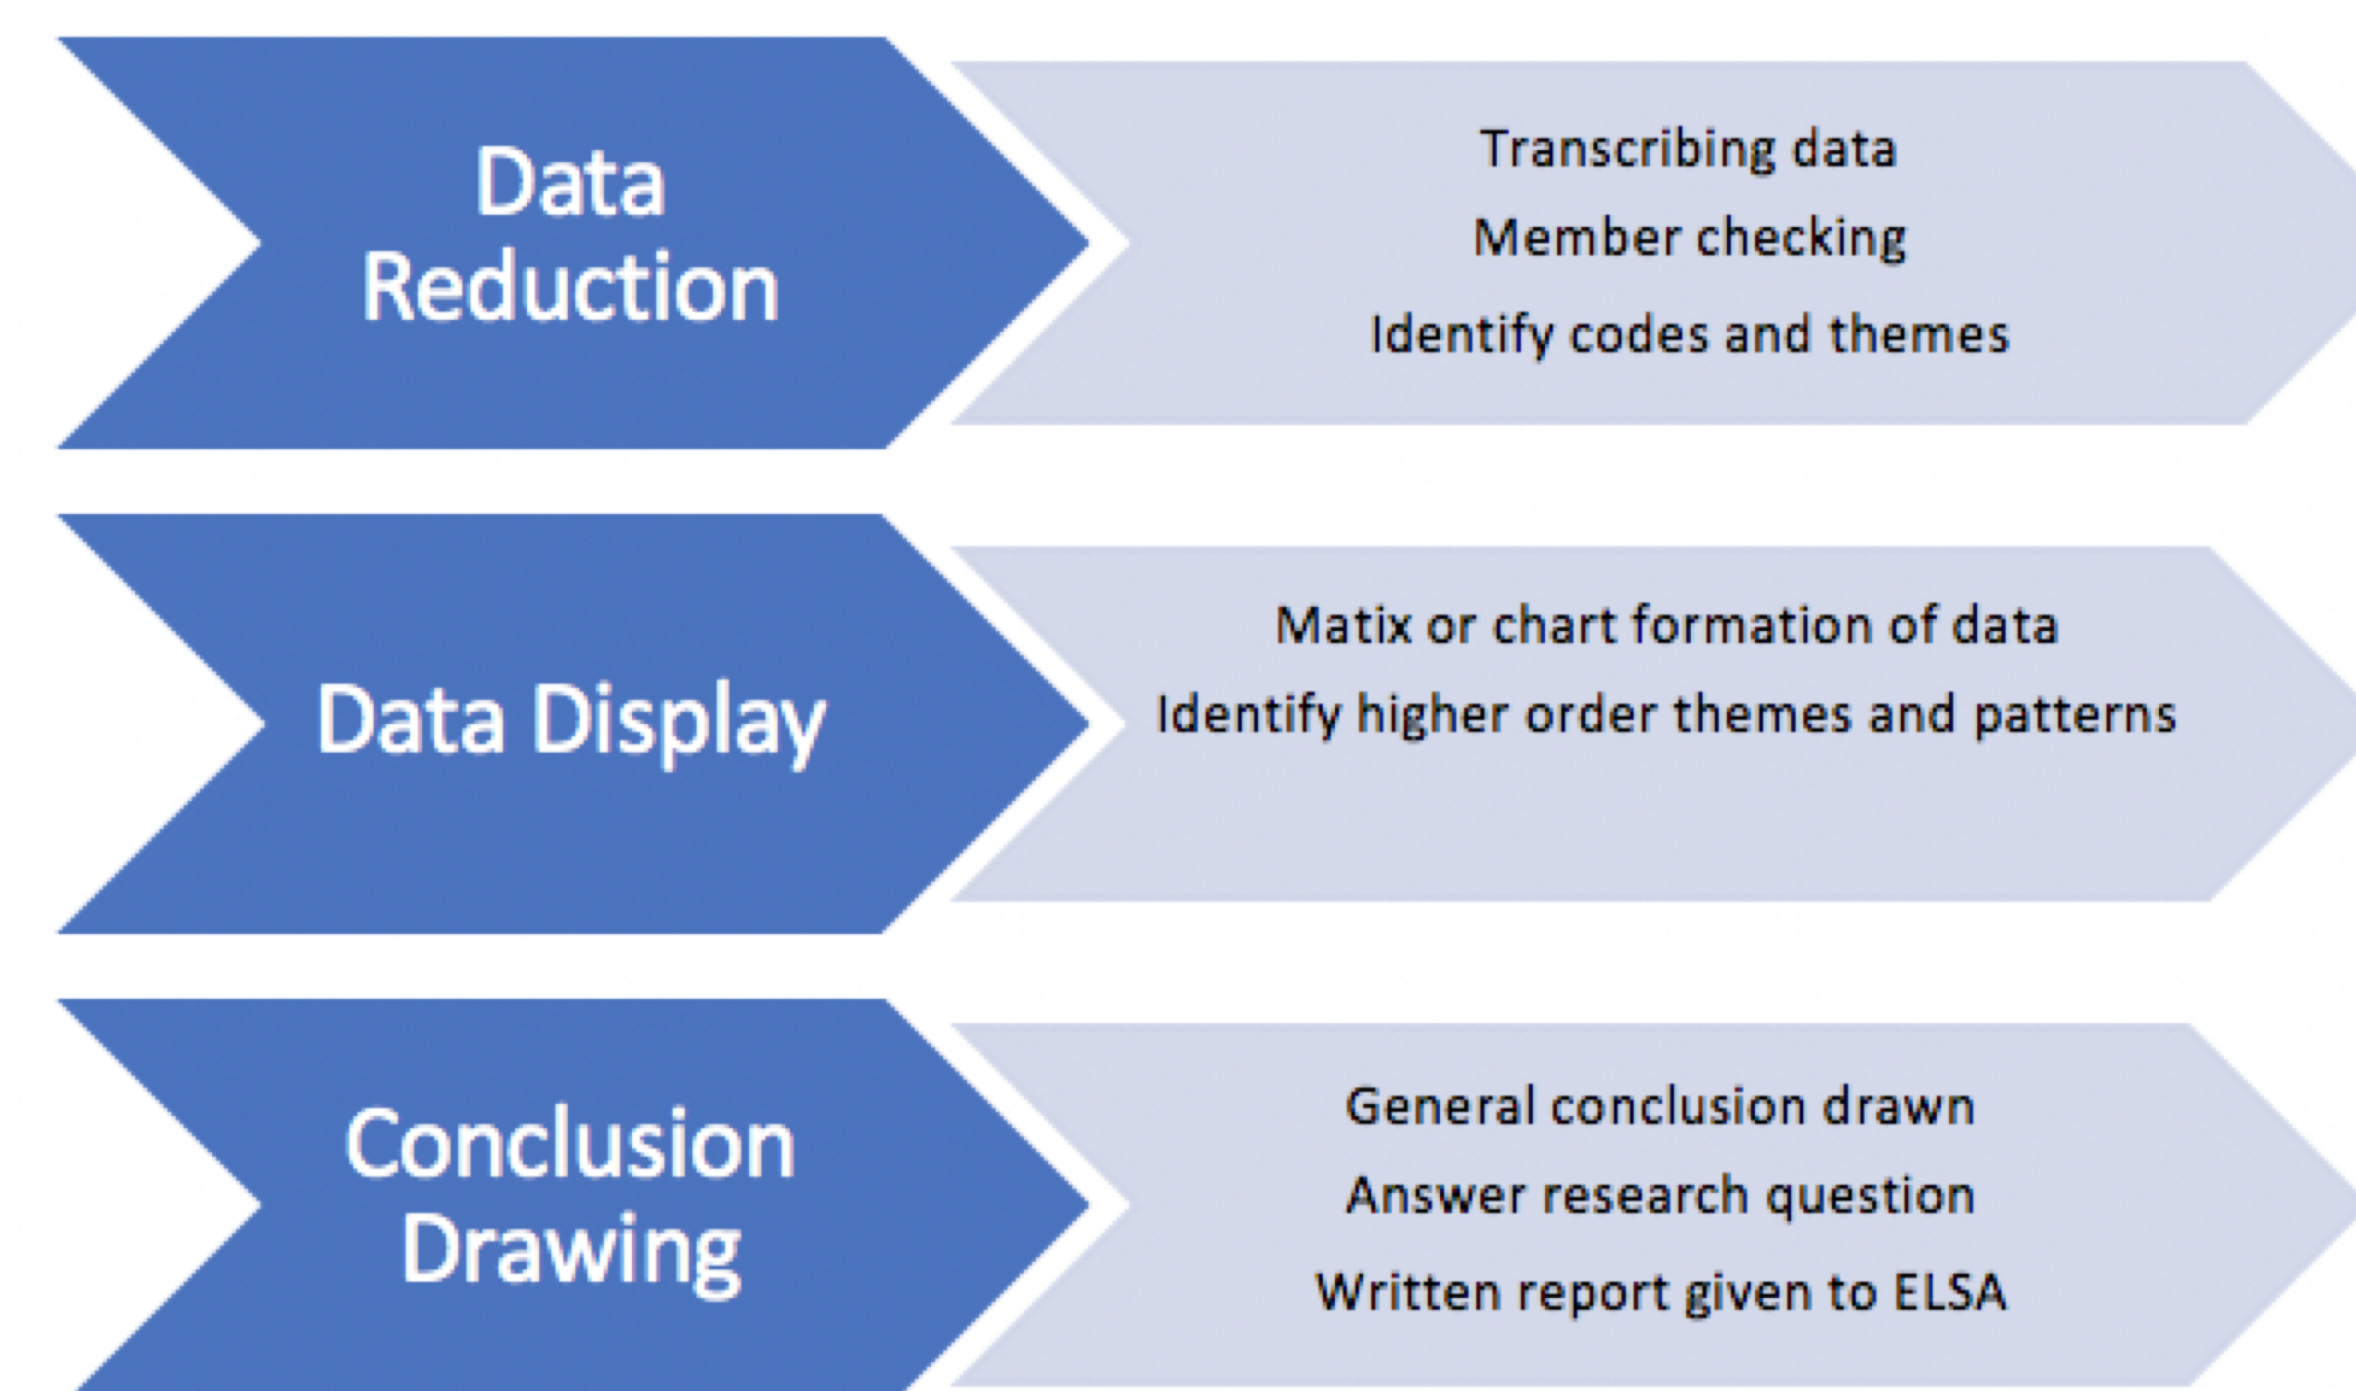 Data
Reduction
Transcribing data
Member checking
Identify codes and themes
Data Display
Matix or chart formation of data
Identify higher order themes and patterns
Conclusion
Drawing
General conclusion drawn
Answer research question
Written report given to ELSA